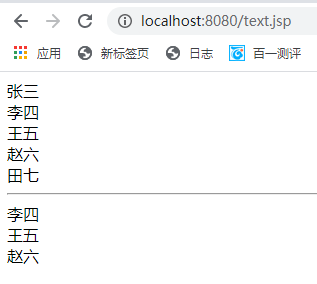 localhost:8080/text.jsp
应用 新标签页 日志 百一测评
张三
李四
王五
赵六
田七
李四
王五
赵六